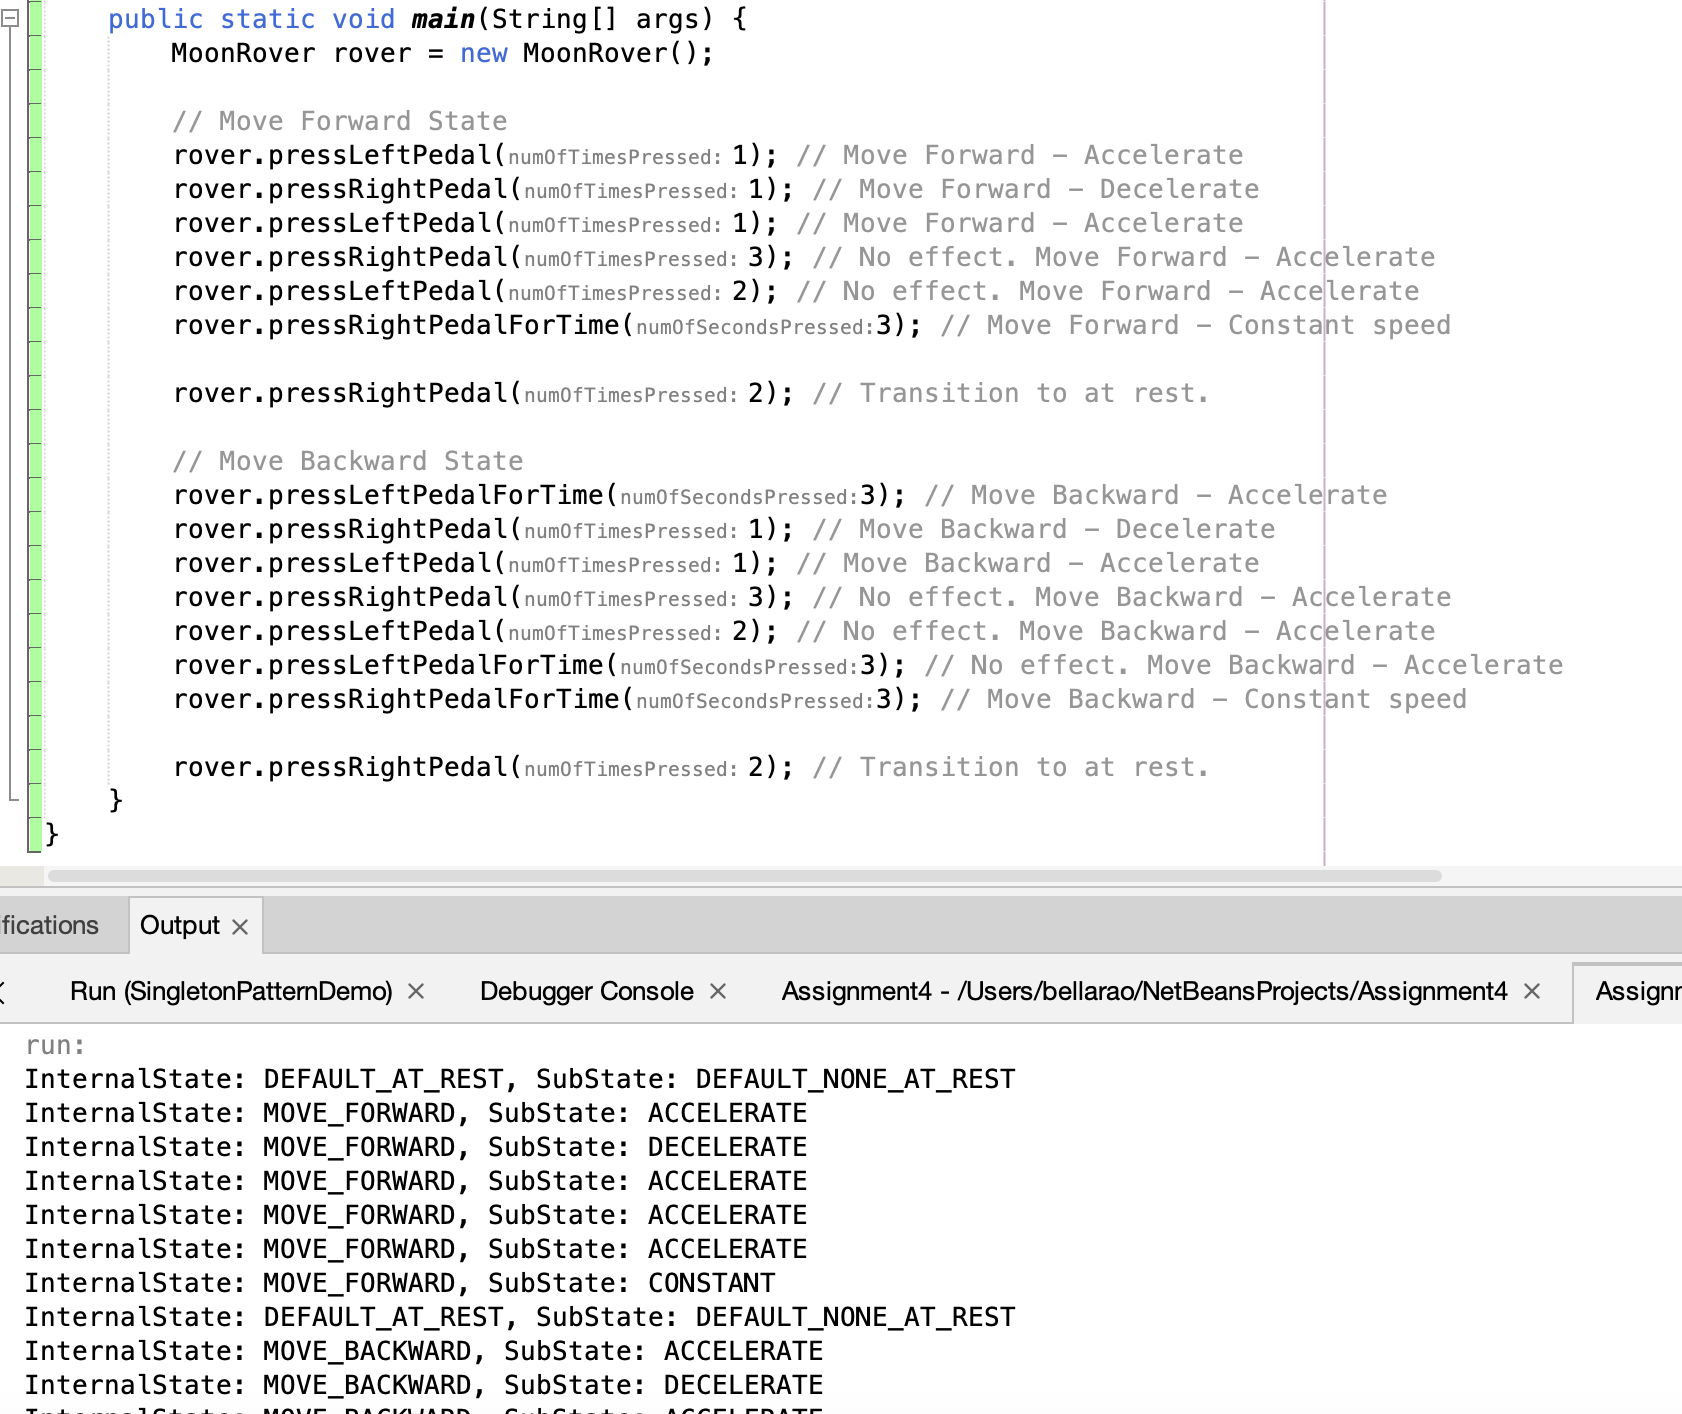 public static void main(String[] args) {
MoonRover rover = new MoonRover();
// Move Forward State
rover.pressLeftPedal(numOfTimesPressed: 1); // Move Forward – Accelerate
rover.pressRightPedal(numOfTimesPressed: 1); // Move Forward – Decelerate
rover.pressLeftPedal(numOfTimesPressed: 1); // Move Forward – Accelerate
rover.pressRightPedal(numOfTimesPressed: 3); // No effect. Move Forward – Accelerate
rover.pressLeftPedal(numOfTimesPressed: 2); // No effect. Move Forward – Accelerate
rover.pressRightPedalForTime(numOfSecondsPressed:3); // Move Forward – Constant speed
rover.pressRightPedal(numOfTimesPressed: 2); // Transition to at rest.
// Move Backward State
rover.pressLeftPedalForTime(numOfSecondsPressed:3); // Move Backward – Accelerate
rover.pressRightPedal(numOfTimesPressed: 1); // Move Backward – Decelerate
rover.pressLeftPedal(numOfTimesPressed: 1); // Move Backward – Accelerate
rover.pressRightPedal(numOfTimesPressed: 3); // No effect. Move Backward – Accelerate
rover.pressLeftPedal(numOfTimesPressed: 2); // No effect. Move Backward – Accelerate
rover.pressLeftPedalForTime(numOfSecondsPressed:3); // No effect. Move Backward – Accelerate
rover.pressRightPedalForTime(numOfSecondsPressed:3); // Move Backward – Constant speed
rover.pressRightPedal(numOfTimesPressed: 2); // Transition to at rest.
}
}
ifications Output ×
Run (SingletonPatternDemo) × Debugger Console × Assignment4 - /Users/bellarao/NetBeansProjects/Assignment4 × Assignm
run:
InternalState: DEFAULT_AT_REST, SubState: DEFAULT_NONE_AT_REST
InternalState: MOVE_FORWARD, SubState: ACCELERATE
InternalState: MOVE_FORWARD, SubState: DECELERATE
InternalState: MOVE_FORWARD, SubState: ACCELERATE
InternalState: MOVE_FORWARD, SubState: ACCELERATE
InternalState: MOVE_FORWARD, SubState: ACCELERATE
InternalState: MOVE_FORWARD, SubState: CONSTANT
InternalState: DEFAULT_AT_REST, SubState: DEFAULT_NONE_AT_REST
InternalState: MOVE_BACKWARD, SubState: ACCELERATE
InternalState: MOVE_BACKWARD, SubState: DECELERATE
InternalState: MOVE_BACKWARD, SubState: ACCELERATE